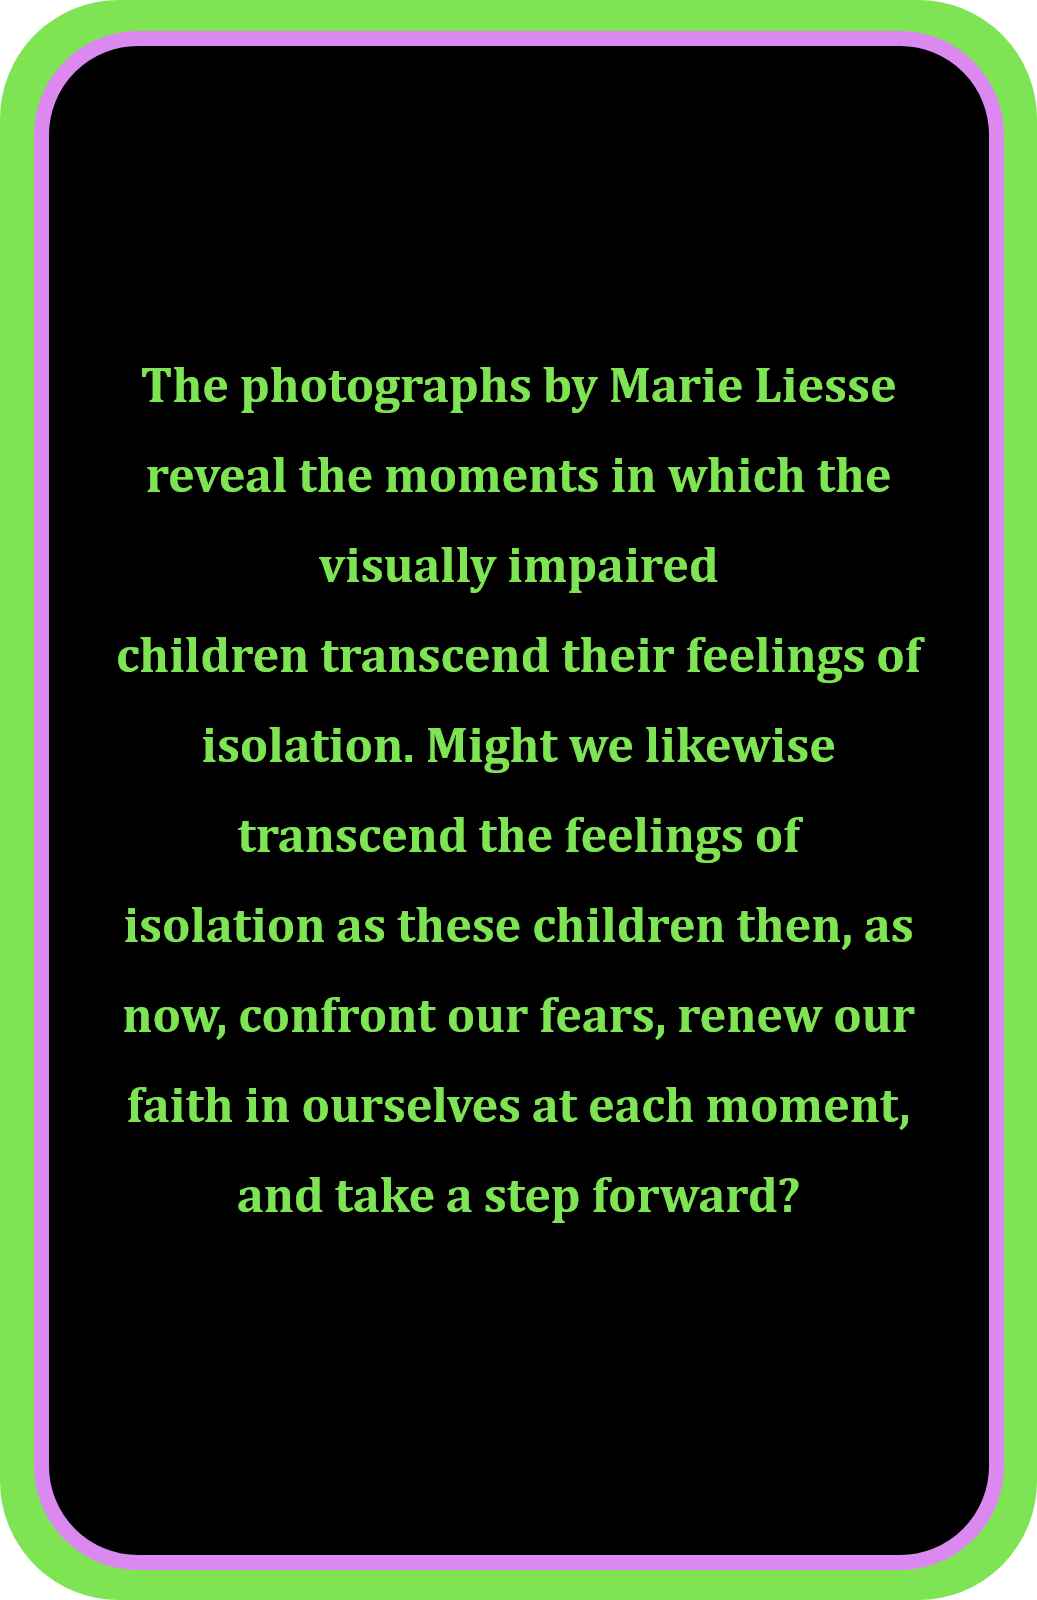 The photographs by Marie Liesse
reveal the moments in which the
visually impaired
children transcend their feelings of
isolation. Might we likewise
transcend the feelings of
isolation as these children then, as
now, confront our fears, renew our
faith in ourselves at each moment,
and take a step forward?